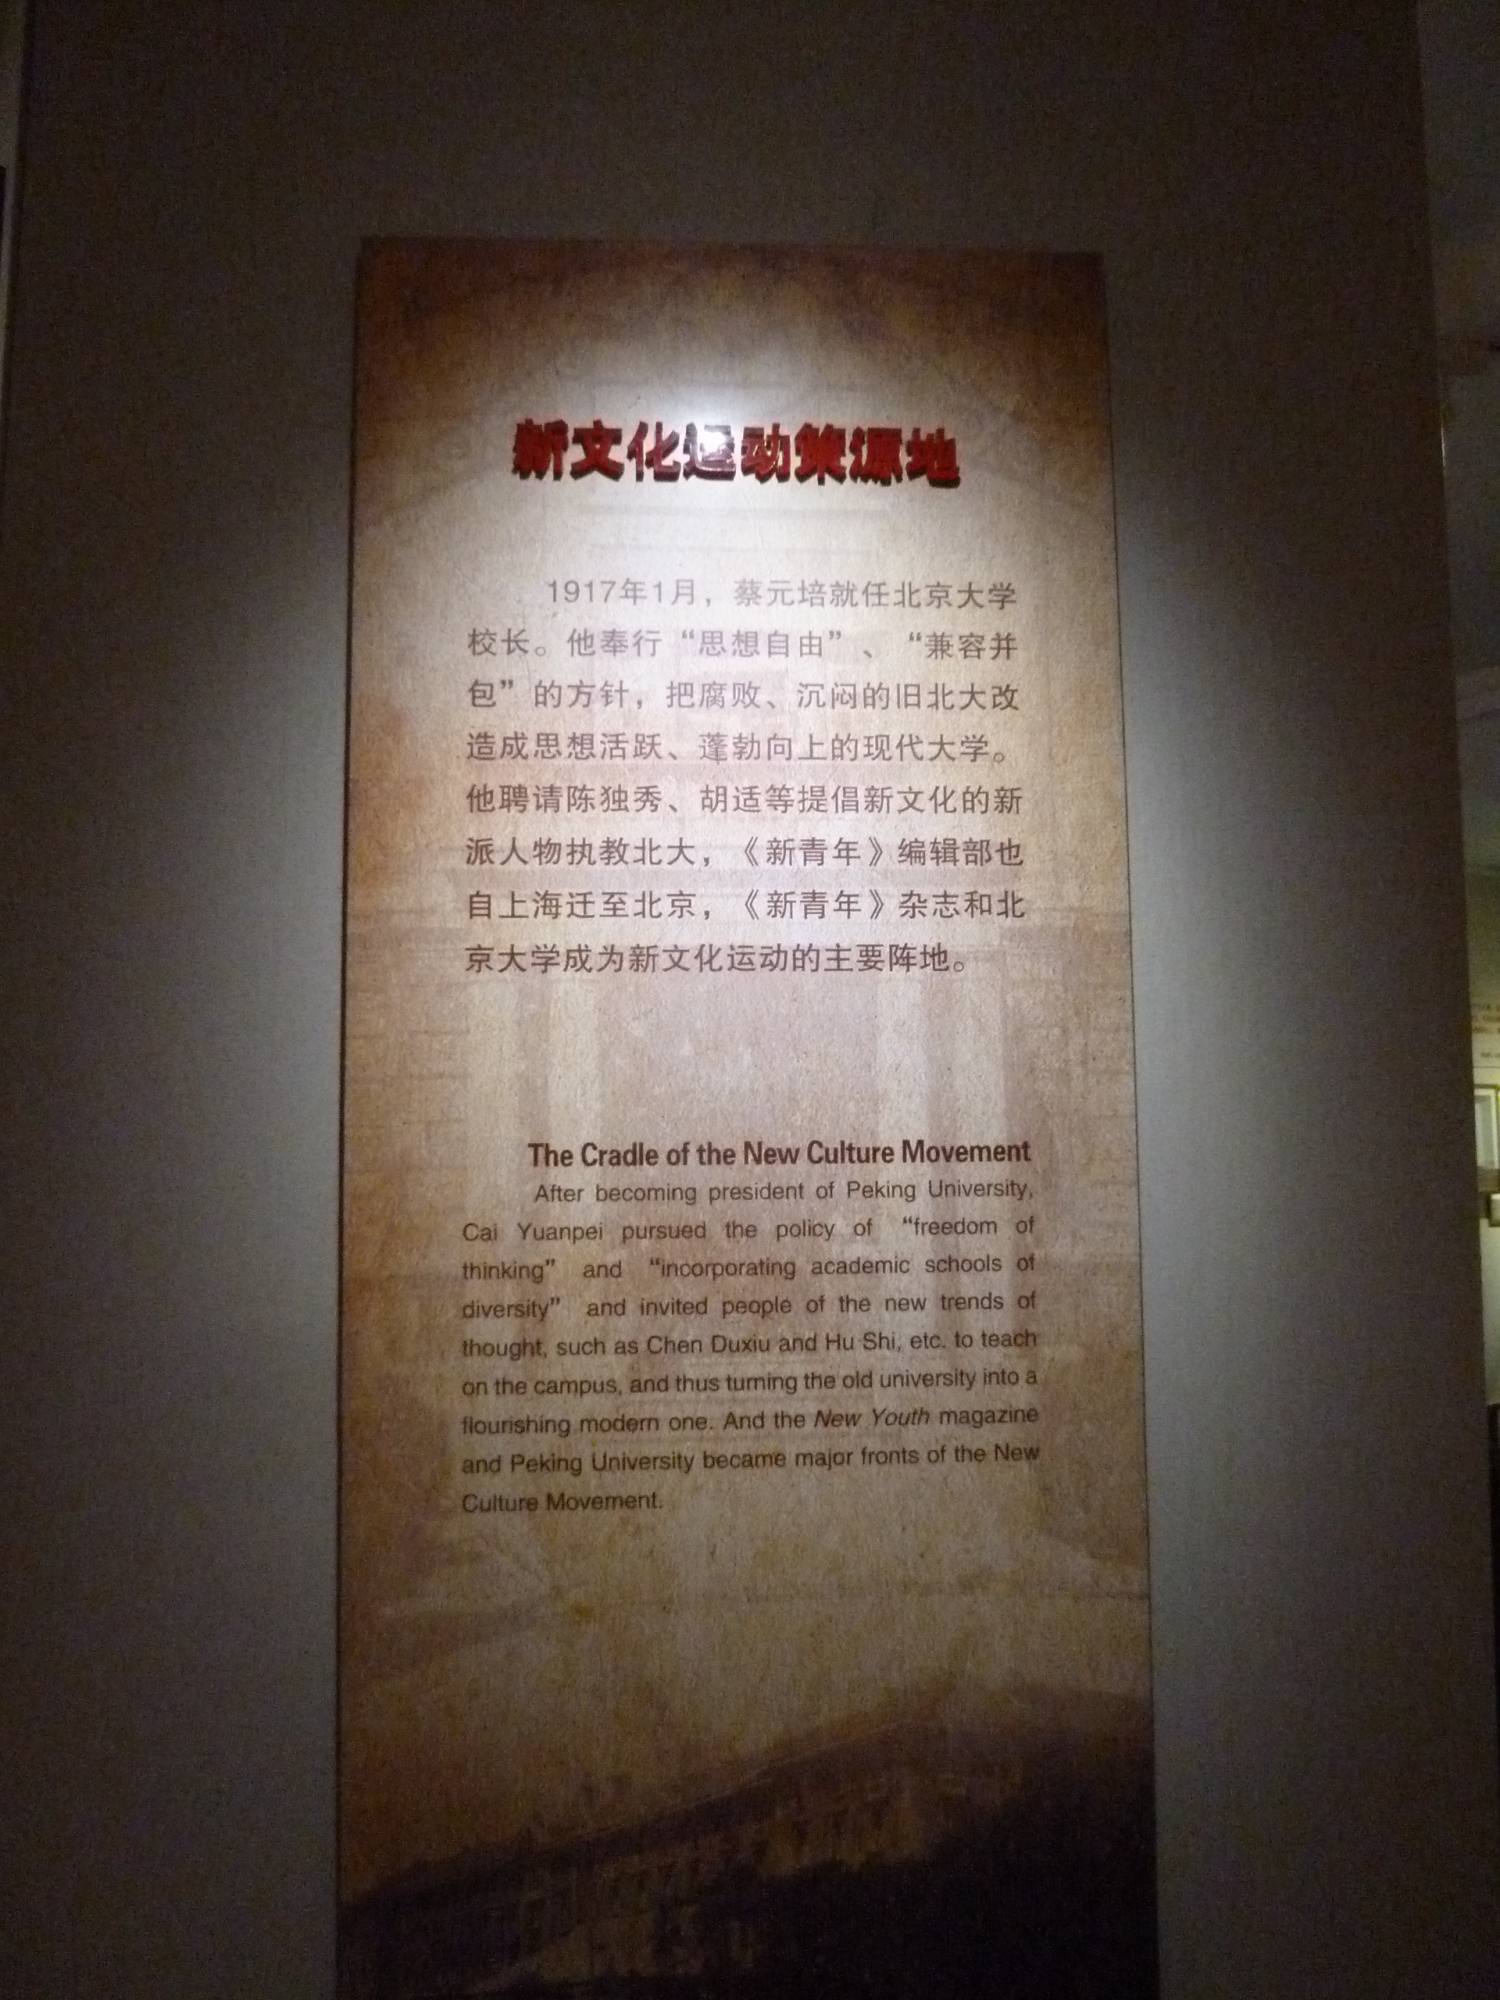 新文化运动策源地
1917年1月，蔡元培就任北京大学
校长。他奉行“思想自由”、“兼容并
包”的方针，把腐败、沉闷的旧北大改
造成思想活跃、蓬勃向上的现代大学。
他聘请陈独秀、胡适等提倡新文化的新
派人物执教北大，《新青年》编辑部也
自上海迁至北京，《新青年》杂志和北
京大学成为新文化运动的主要阵地。
The Cradle of the New Culture Movement
After becoming president of Peking University,
Cai Yuanpei pursued the policy of “freedom of
thinking” and “incorporating academic schools of
diversity” and invited people of the new trends of
thought, such as Chen Duxiu and Hu Shi, etc. to teach
on the campus, and thus turning the old university into a
flourishing modern one. And the New Youth magazine
and Peking University became major fronts of the New
Culture Movement.